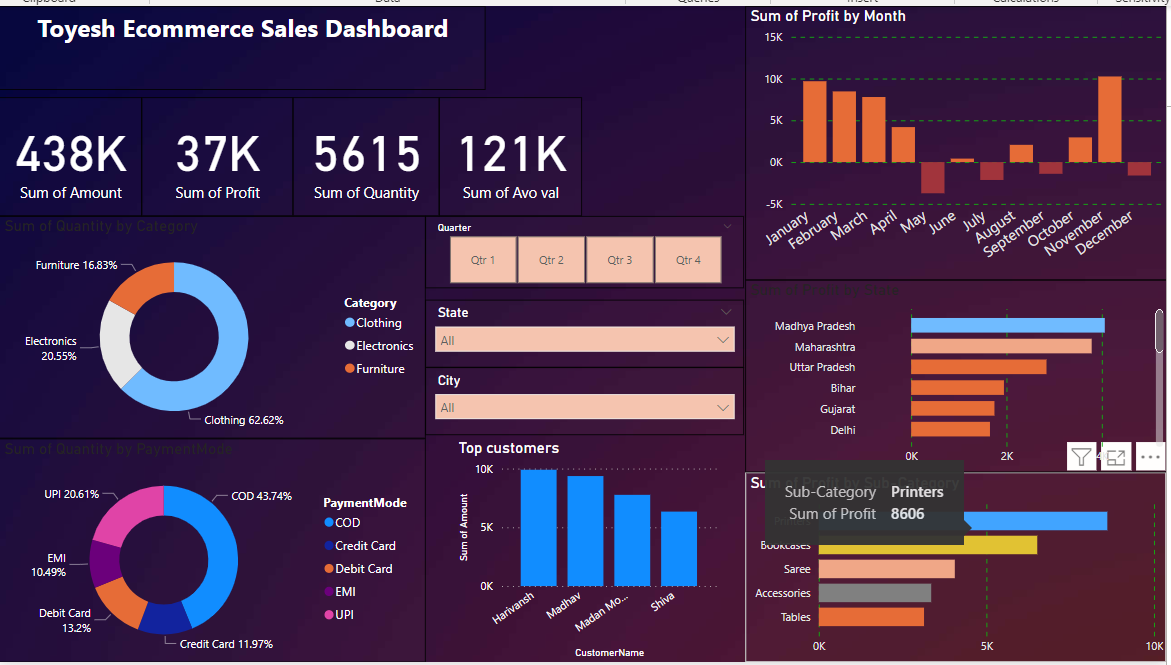 Clipboard
Data
Queries
Insert
Calculations
Sensitivity
Toyesh Ecommerce Sales Dashboard
438K
Sum of Amount
37K
Sum of Profit
5615
Sum of Quantity
121K
Sum of Avo val
Sum of Profit by Month
15K
10K
5K
0K
-5K
January
February
March
April
May
June
July
August
September
October
November
December
Sum of Quantity by Category
Furniture 16.83%
Electronics
20.55%
Clothing 62.62%
Category
Clothing
Electronics
Furniture
Quarter
Qtr 1
Qtr 2
Qtr 3
Qtr 4
State
All
City
All
Madhya Pradesh
Maharashtra
Uttar Pradesh
Bihar
Gujarat
Delhi
0K
2K
Sum of Quantity by PaymentMode
UPI 20.61%
COD 43.74%
EMI
10.49%
Debit Card
13.2%
Credit Card 11.97%
PaymentMode
COD
Credit Card
Debit Card
EMI
UPI
Top customers
Sum of Amount
10K
5K
0K
Harivansh
Madhav
Madan Mo...
Shiva
CustomerName
Sum of Profit by Sub-Category
Sub-Category Printers
Sum of Profit 8606
Bookcases
Saree
Accessories
Tables
0K
5K
10K